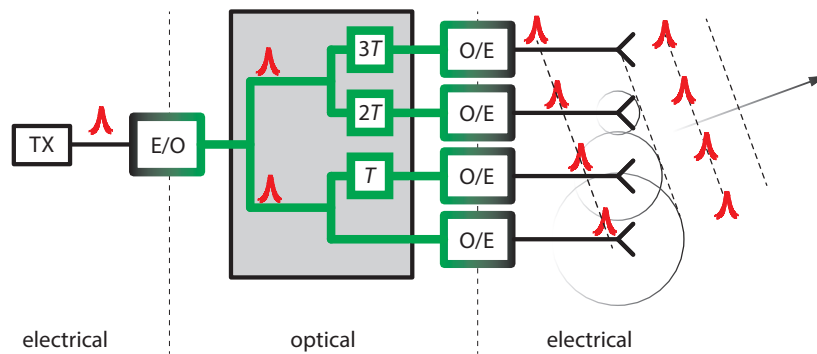 3T
O/E
2T
O/E
TX
E/O
T
O/E
O/E
electrical
optical
electrical